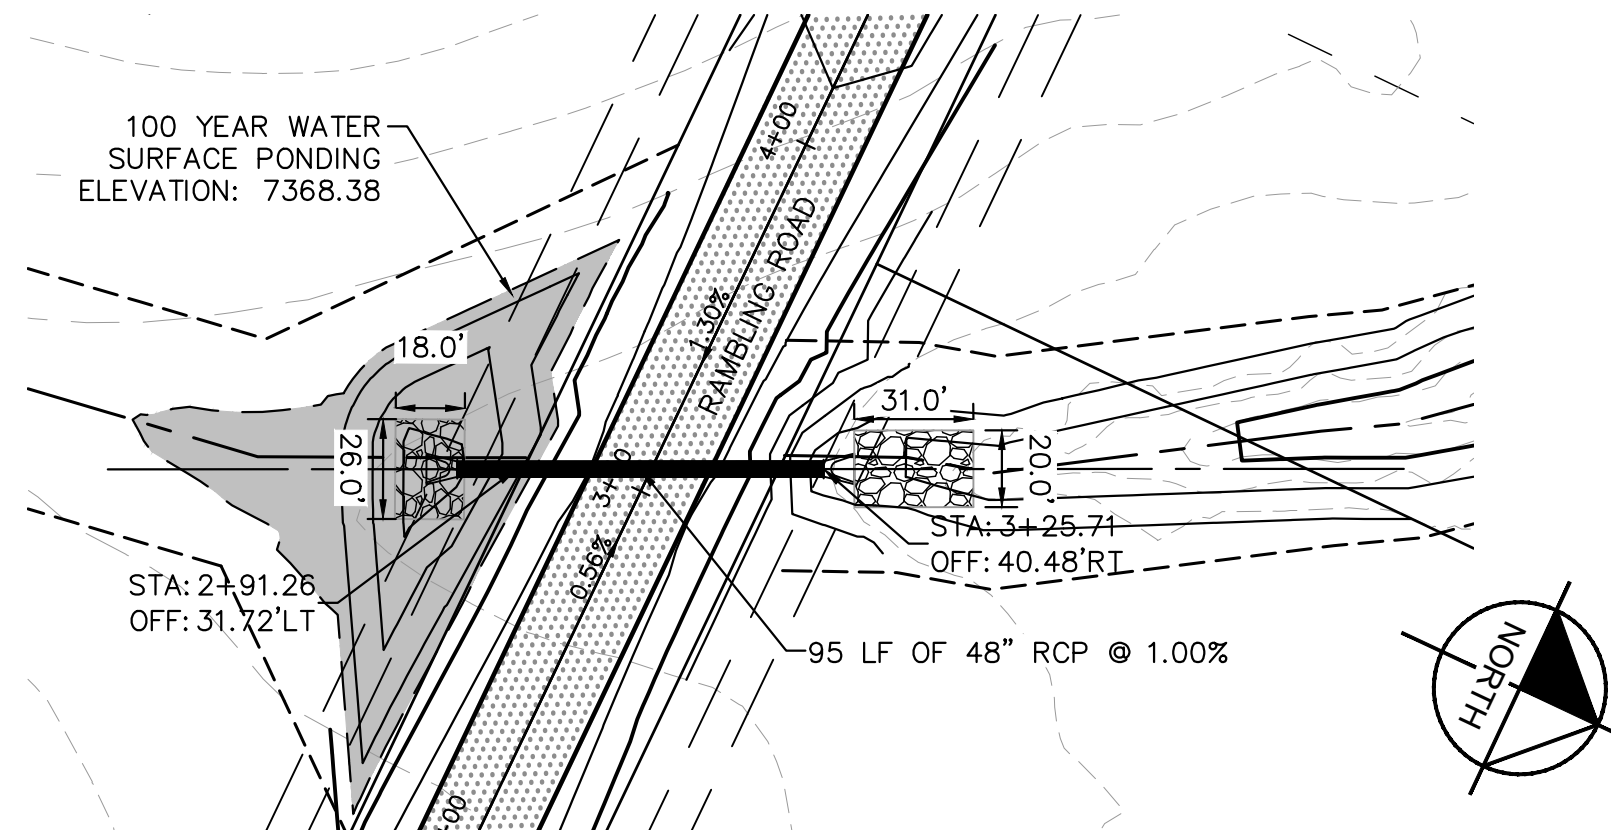 100 YEAR WATER
SURFACE PONDING
ELEVATION: 7368.38
4+00
RAMBLING ROAD
1.30%
18.0'
26.0'
31.0'
20.0'
0.56%
STA: 3+25.71
OFF: 40.48'RT
STA: 2+91.26
OFF: 31.72'LT
95 LF OF 48" RCP @ 1.00%
NORTH